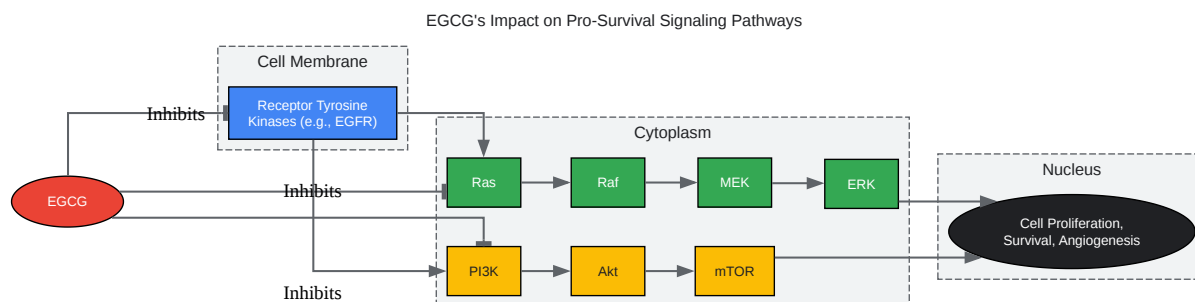 EGCG's Impact on Pro-Survival Signaling Pathways
Cell Membrane
Inhibits
Receptor Tyrosine
Kinases (e.g., EGFR)
Cytoplasm
Nucleus
EGCG
Inhibits
Ras
Raf
MEK
ERK
Cell Proliferation,
Survival, Angiogenesis
Inhibits
PI3K
Akt
mTOR